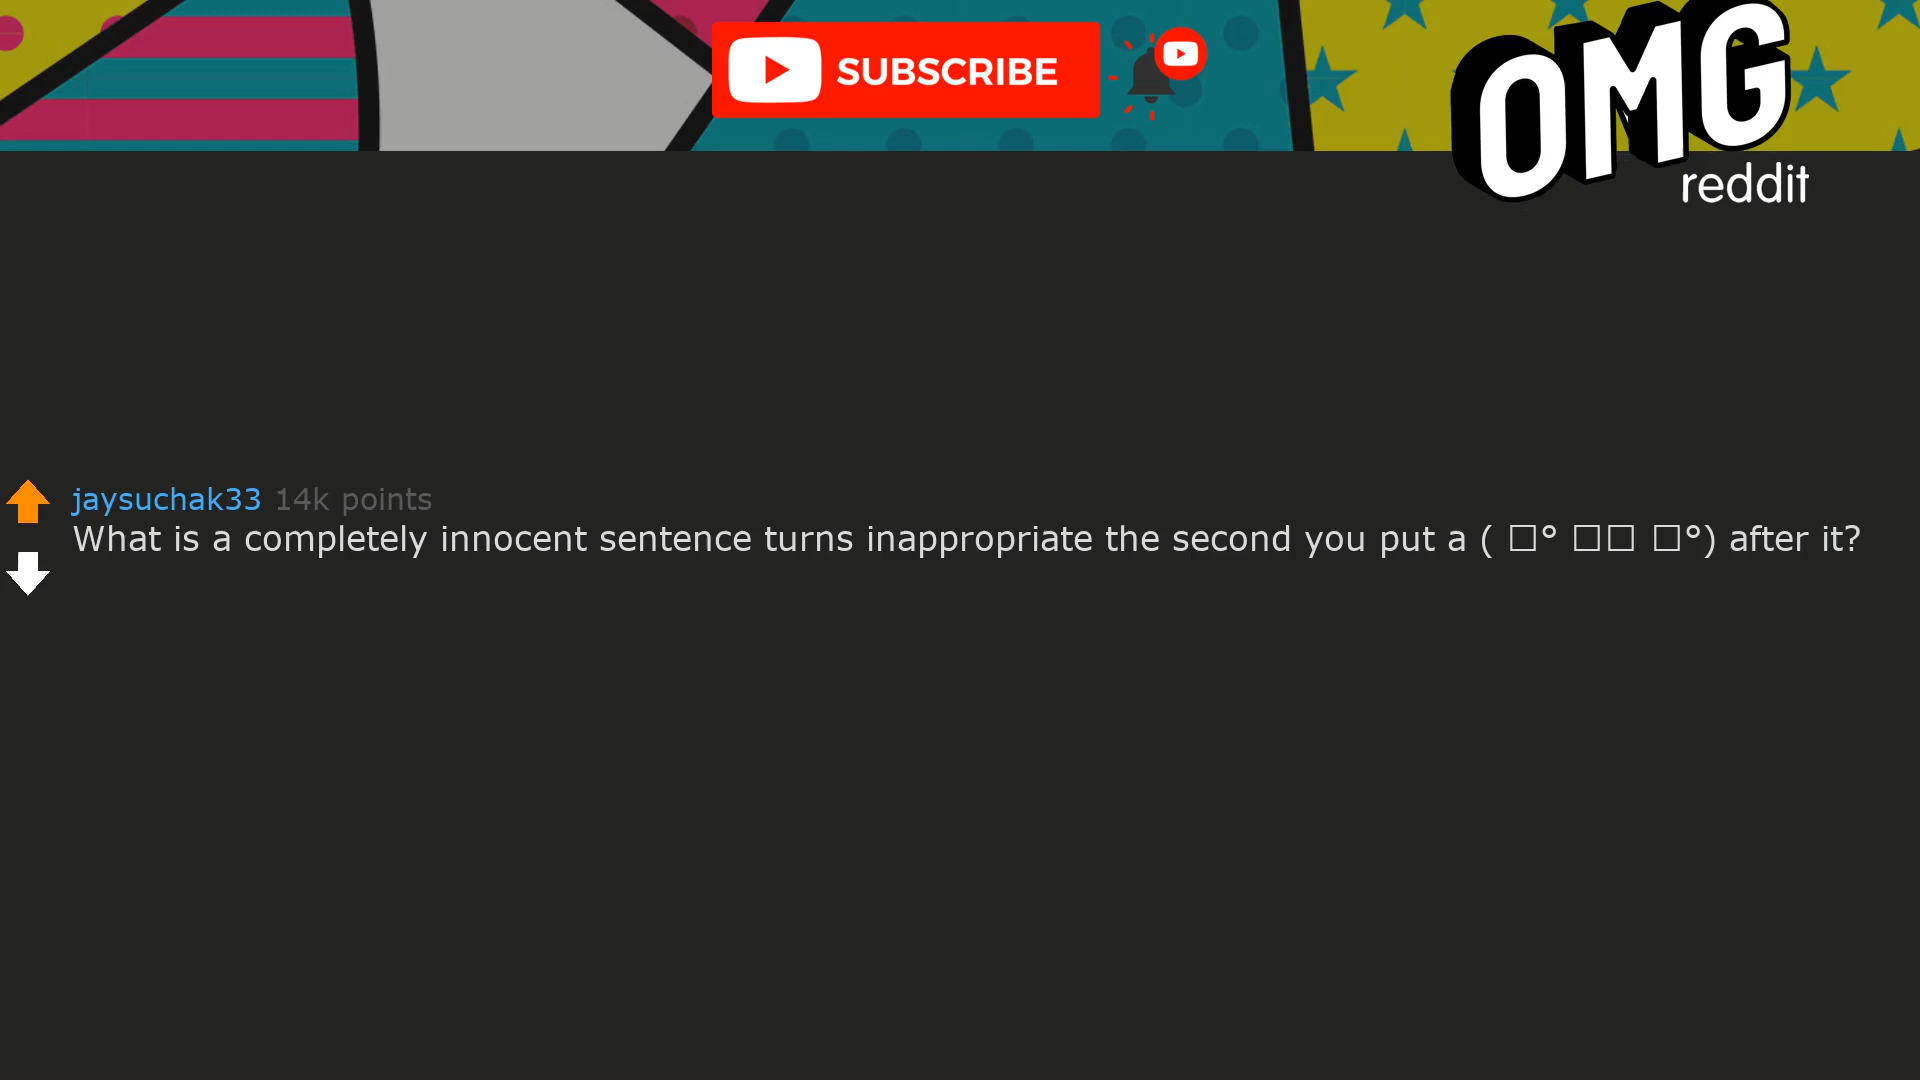 SUBSCRIBE
OMG
reddit
jaysuchak33 14k points
What is a completely innocent sentence turns inappropriate the second you put a ( □° □□ □°) after it?